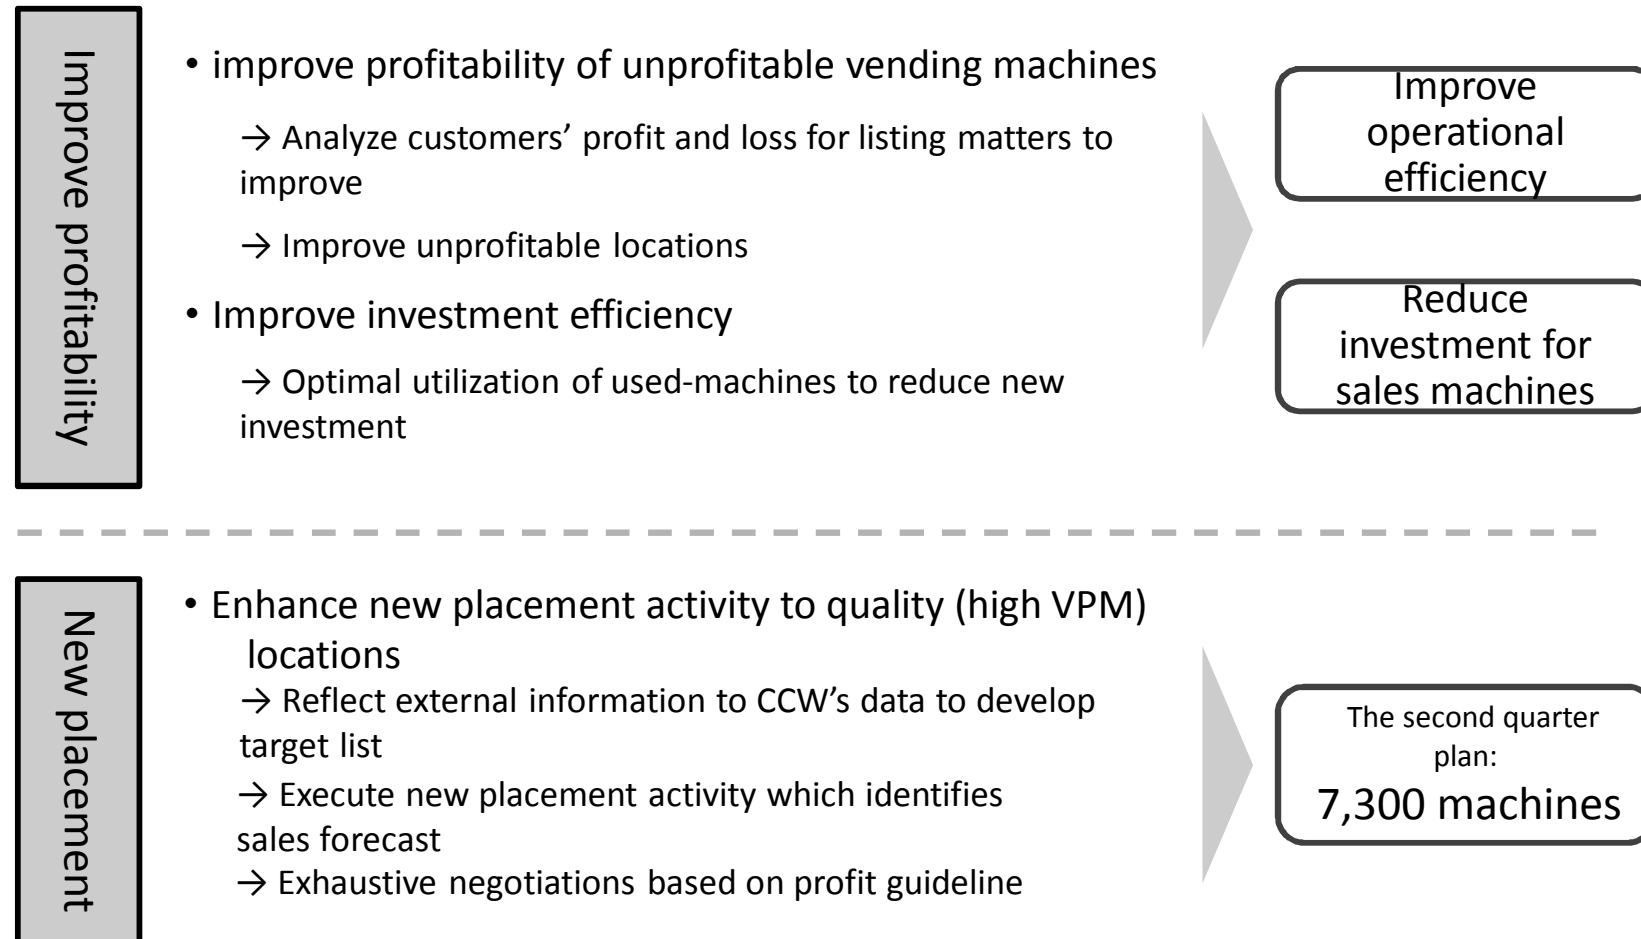 Improve profitability
• improve profitability of unprofitable vending machines
→ Analyze customers’ profit and loss for listing matters to
improve
→ Improve unprofitable locations
• Improve investment efficiency
→ Optimal utilization of used-machines to reduce new
investment
Improve
operational
efficiency
Reduce
investment for
sales machines
New placement
• Enhance new placement activity to quality (high VPM)
locations
→ Reflect external information to CCW’s data to develop
target list
→ Execute new placement activity which identifies
sales forecast
→ Exhaustive negotiations based on profit guideline
The second quarter
plan:
7,300 machines